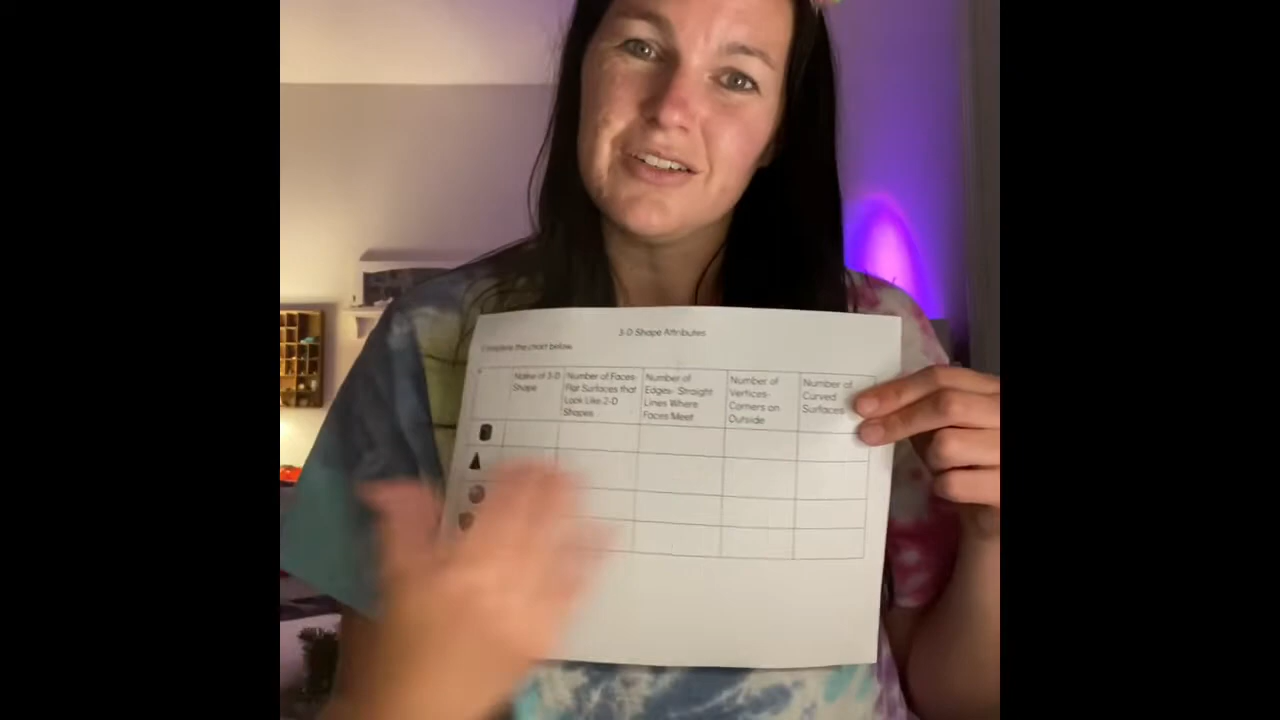 3-D Shape Attributes
Complete the chart below.
Name of 3-D
Shape
Number of Faces-
Flat Surfaces that
Look Like 2-D
Shapes
Number of
Edges- Straight
Lines Where
Faces Meet
Number of
Vertices-
Corners on
Outside
Number of
Curved
Surfaces